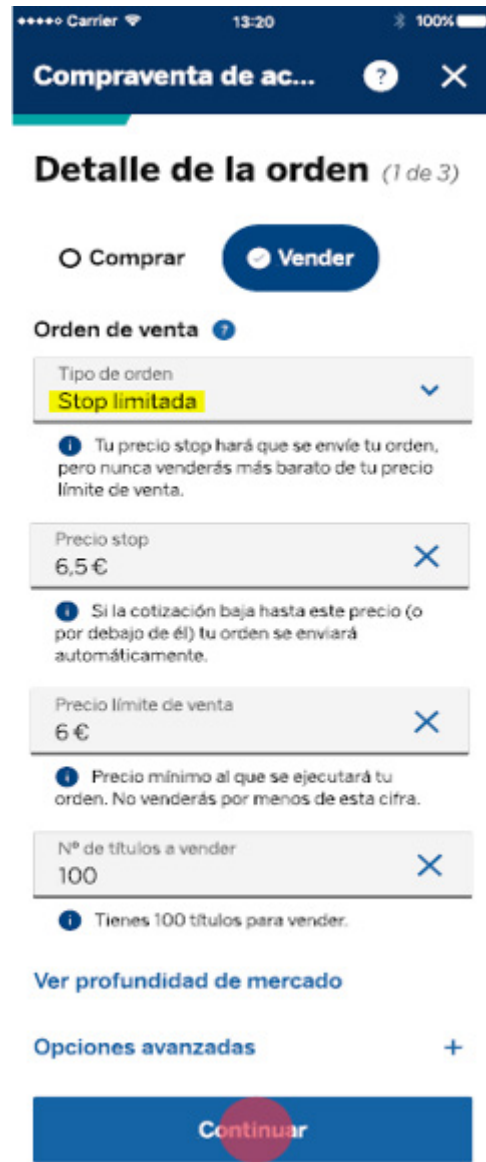 Carrier 13:20 100%
Compraventa de ac... ?
Detalle de la orden (1 de 3)
Comprar Vender
Orden de venta ?
Tipo de orden
Stop limitada
i Tu precio stop hará que se envíe tu orden,
pero nunca venderás más barato de tu precio
límite de venta.
Precio stop
6,5 €
i Si la cotización baja hasta este precio (o
por debajo de él) tu orden se enviará
automáticamente.
Precio límite de venta
6 €
i Precio mínimo al que se ejecutará tu
orden. No venderás por menos de esta cifra.
Nº de títulos a vender
100
i Tienes 100 títulos para vender.
Ver profundidad de mercado
Opciones avanzadas +
Continuar